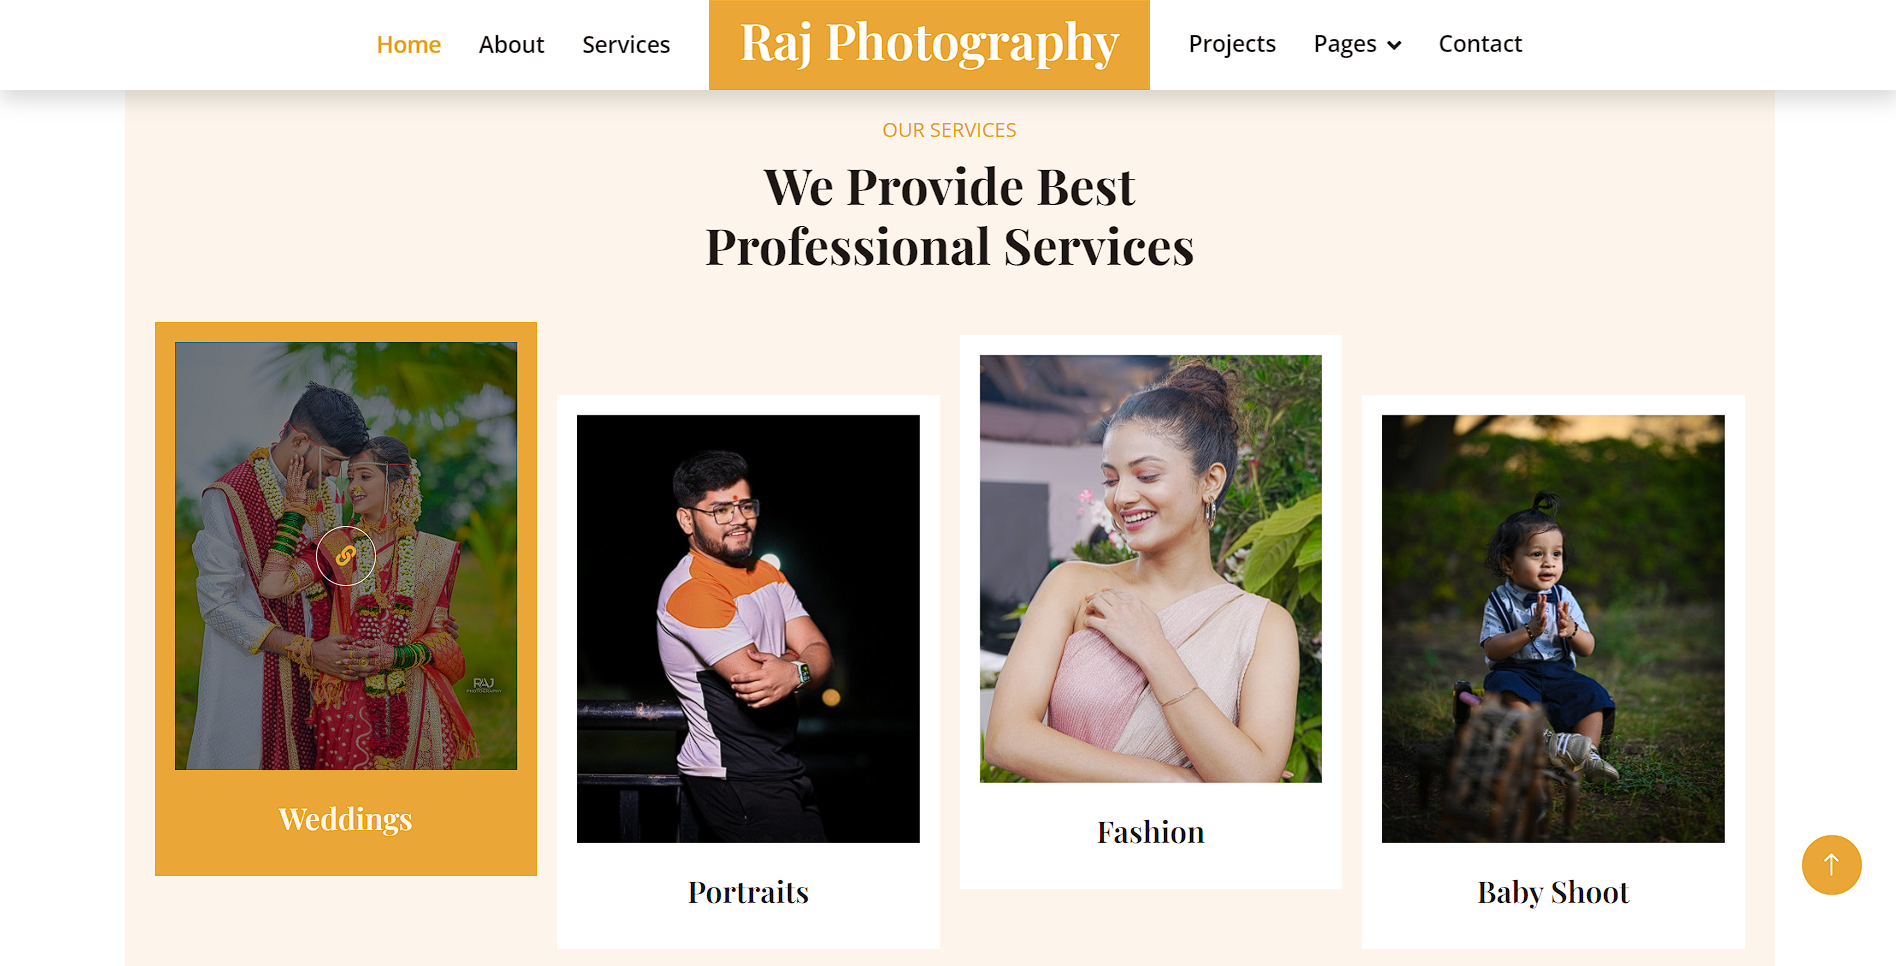 Home
About
Services
Raj Photography
Projects
Pages
Contact
OUR SERVICES
We Provide Best
Professional Services
RAJ
PHOTOGRAPHY
Weddings
Portraits
Fashion
Baby Shoot